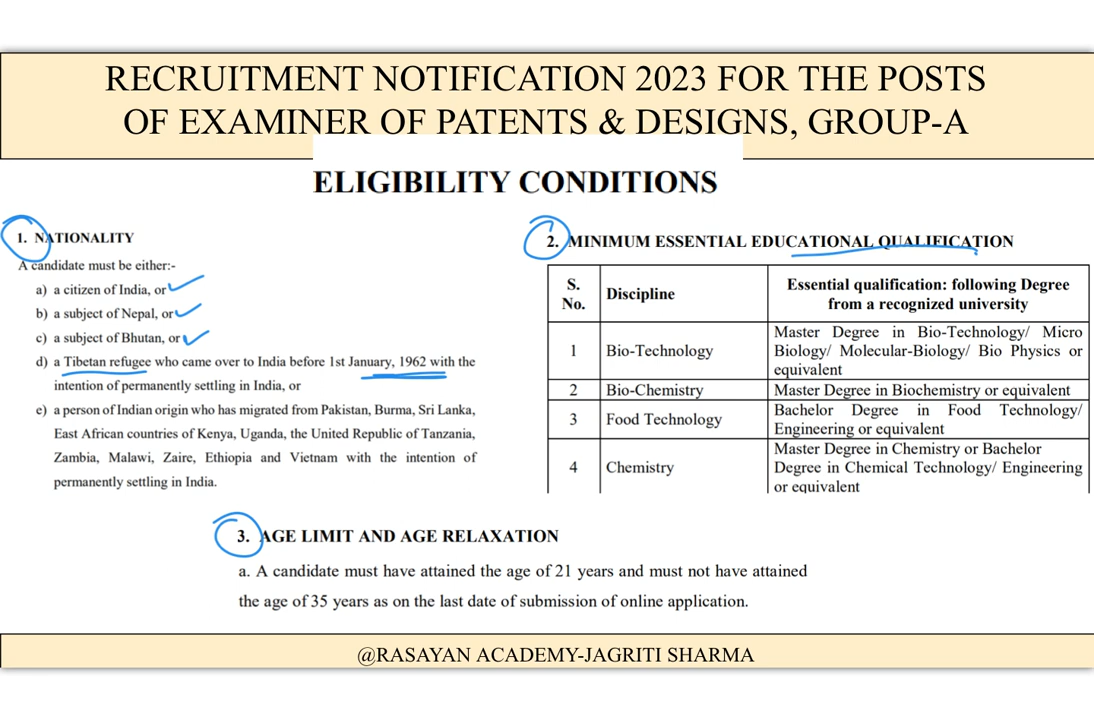 RECRUITMENT NOTIFICATION 2023 FOR THE POSTS
OF EXAMINER OF PATENTS & DESIGNS, GROUP-A
ELIGIBILITY CONDITIONS
1. NATIONALITY
A candidate must be either:-
a) a citizen of India, or
b) a subject of Nepal, or
c) a subject of Bhutan, or
d) a Tibetan refugee who came over to India before 1st January, 1962 with the
intention of permanently settling in India, or
e) a person of Indian origin who has migrated from Pakistan, Burma, Sri Lanka,
East African countries of Kenya, Uganda, the United Republic of Tanzania,
Zambia, Malawi, Zaire, Ethiopia and Vietnam with the intention of
permanently settling in India.
2. MINIMUM ESSENTIAL EDUCATIONAL QUALIFICATION
S. No. Discipline Essential qualification: following Degree
from a recognized university
1 Bio-Technology Master Degree in Bio-Technology/ Micro
Biology/ Molecular-Biology/ Bio Physics or
equivalent
2 Bio-Chemistry Master Degree in Biochemistry or equivalent
3 Food Technology Bachelor Degree in Food Technology/
Engineering or equivalent
4 Chemistry Master Degree in Chemistry or Bachelor
Degree in Chemical Technology/ Engineering
or equivalent
3. AGE LIMIT AND AGE RELAXATION
a. A candidate must have attained the age of 21 years and must not have attained
the age of 35 years as on the last date of submission of online application.
@RASAYAN ACADEMY-JAGRITI SHARMA